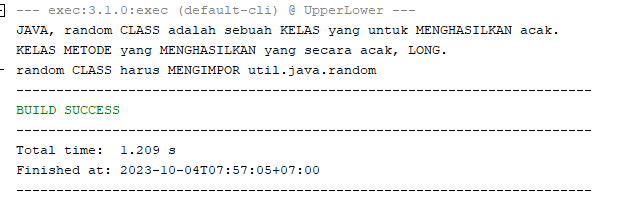 --- exec:3.1.0:exec (default-cli) @ UpperLower ---
JAVA, random CLASS adalah sebuah KELAS yang untuk MENGHASILKAN acak.
KELAS METODE yang MENGHASILKAN yang secara acak, LONG.
random CLASS harus MENGIMPOR util.java.random
------------------------------------------------------------------------
BUILD SUCCESS
------------------------------------------------------------------------
Total time:  1.209 s
Finished at: 2023-10-04T07:57:05+07:00
------------------------------------------------------------------------